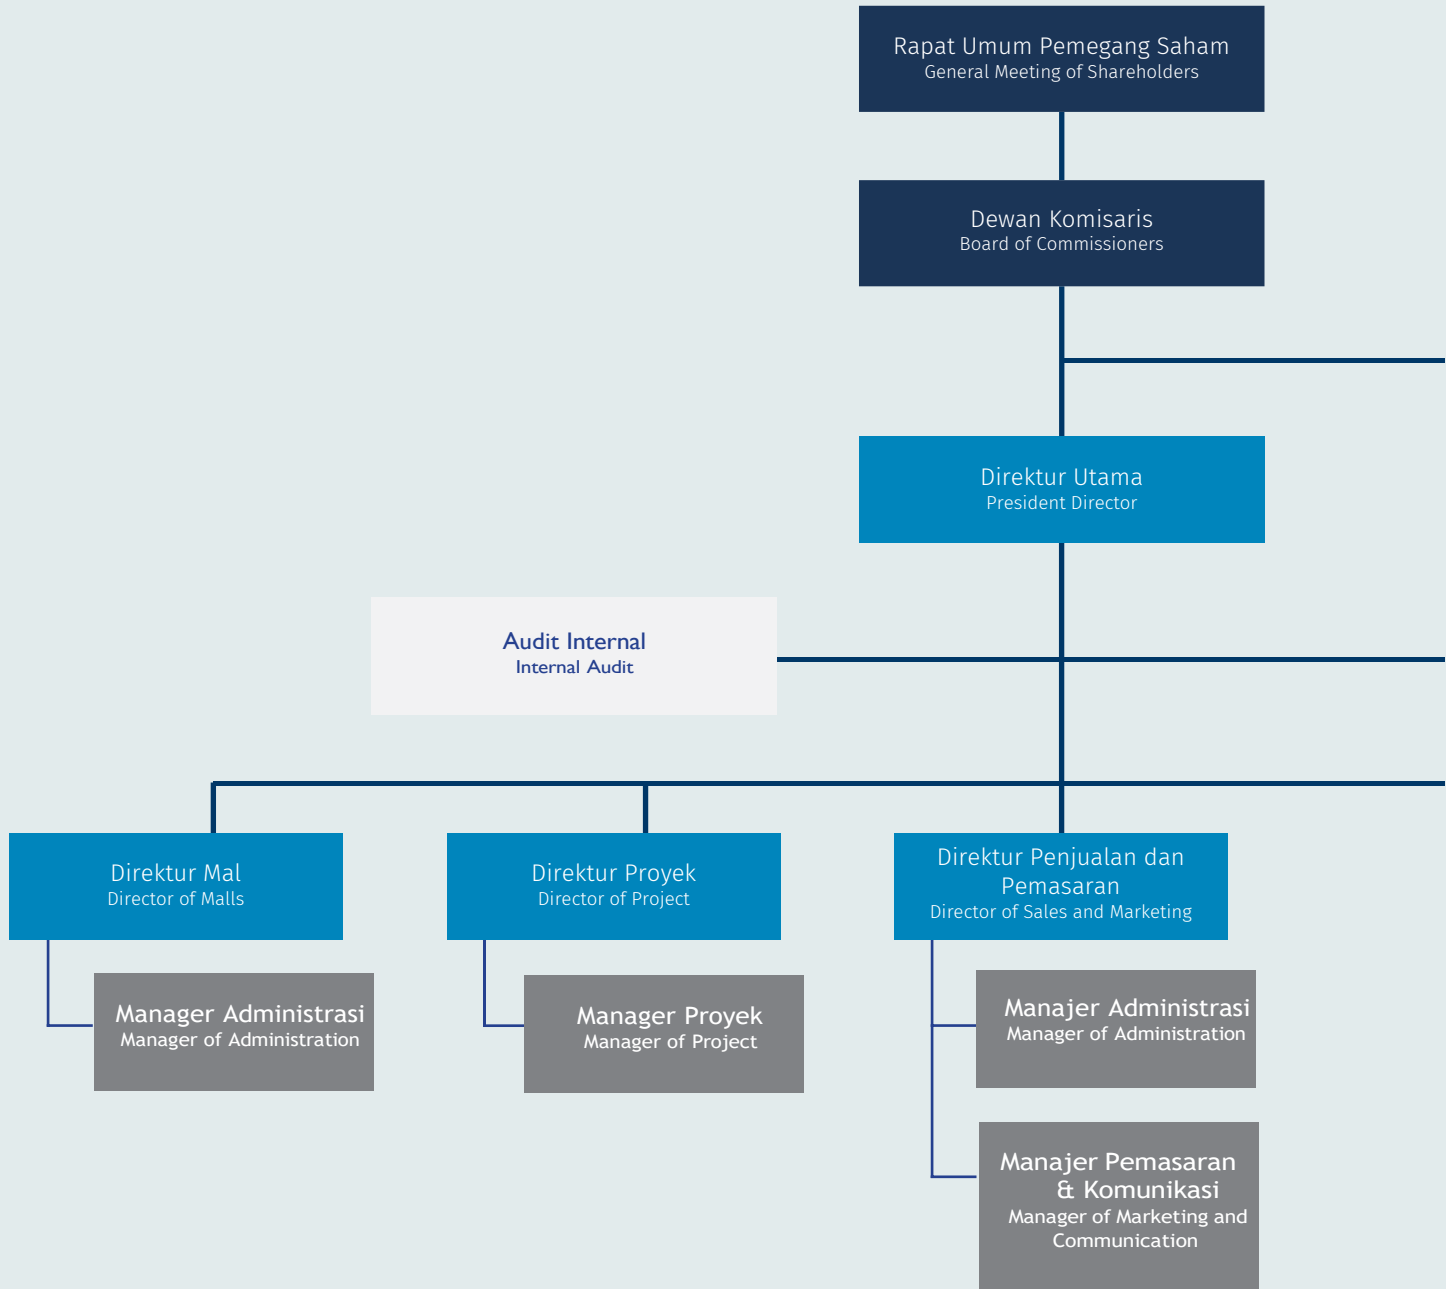 Rapat Umum Pemegang Saham
General Meeting of Shareholders
Dewan Komisaris
Board of Commissioners
Direktur Utama
President Director
Audit Internal
Internal Audit
Direktur Mal
Director of Malls
Direktur Proyek
Director of Project
Direktur Penjualan dan
Pemasaran
Director of Sales and Marketing
Manager Administrasi
Manager of Administration
Manager Proyek
Manager of Project
Manajer Administrasi
Manager of Administration
Manajer Pemasaran
& Komunikasi
Manager of Marketing and
Communication